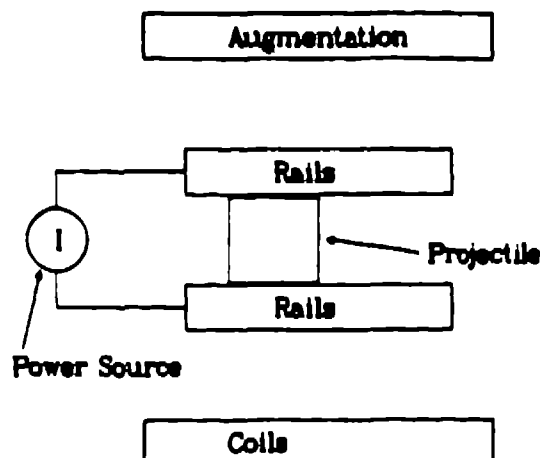 Augmentation
Rails
I
Projectile
Rails
Power Source
Coils